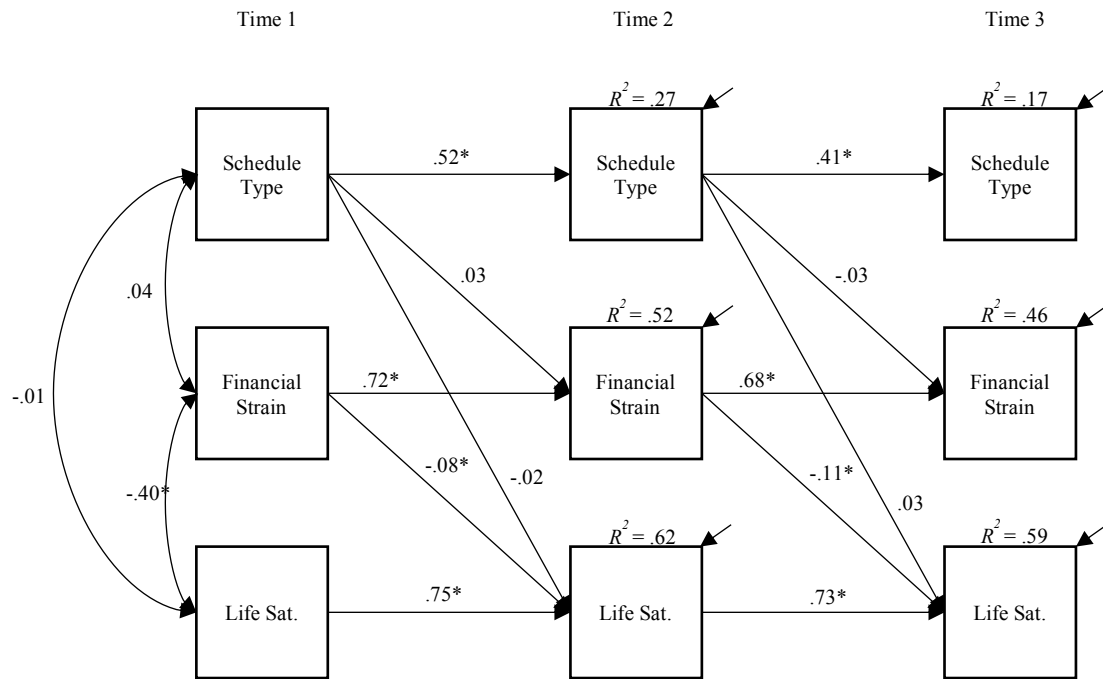 Time 1
Time 2
Time 3
R² = .27
R² = .17
Schedule
Type
.52*
Schedule
Type
.41*
Schedule
Type
.04
.03
-.03
R² = .52
R² = .46
-.01
Financial
Strain
.72*
Financial
Strain
.68*
Financial
Strain
-.40*
-.08*
-.02
-.11*
.03
R² = .62
R² = .59
Life Sat.
.75*
Life Sat.
.73*
Life Sat.